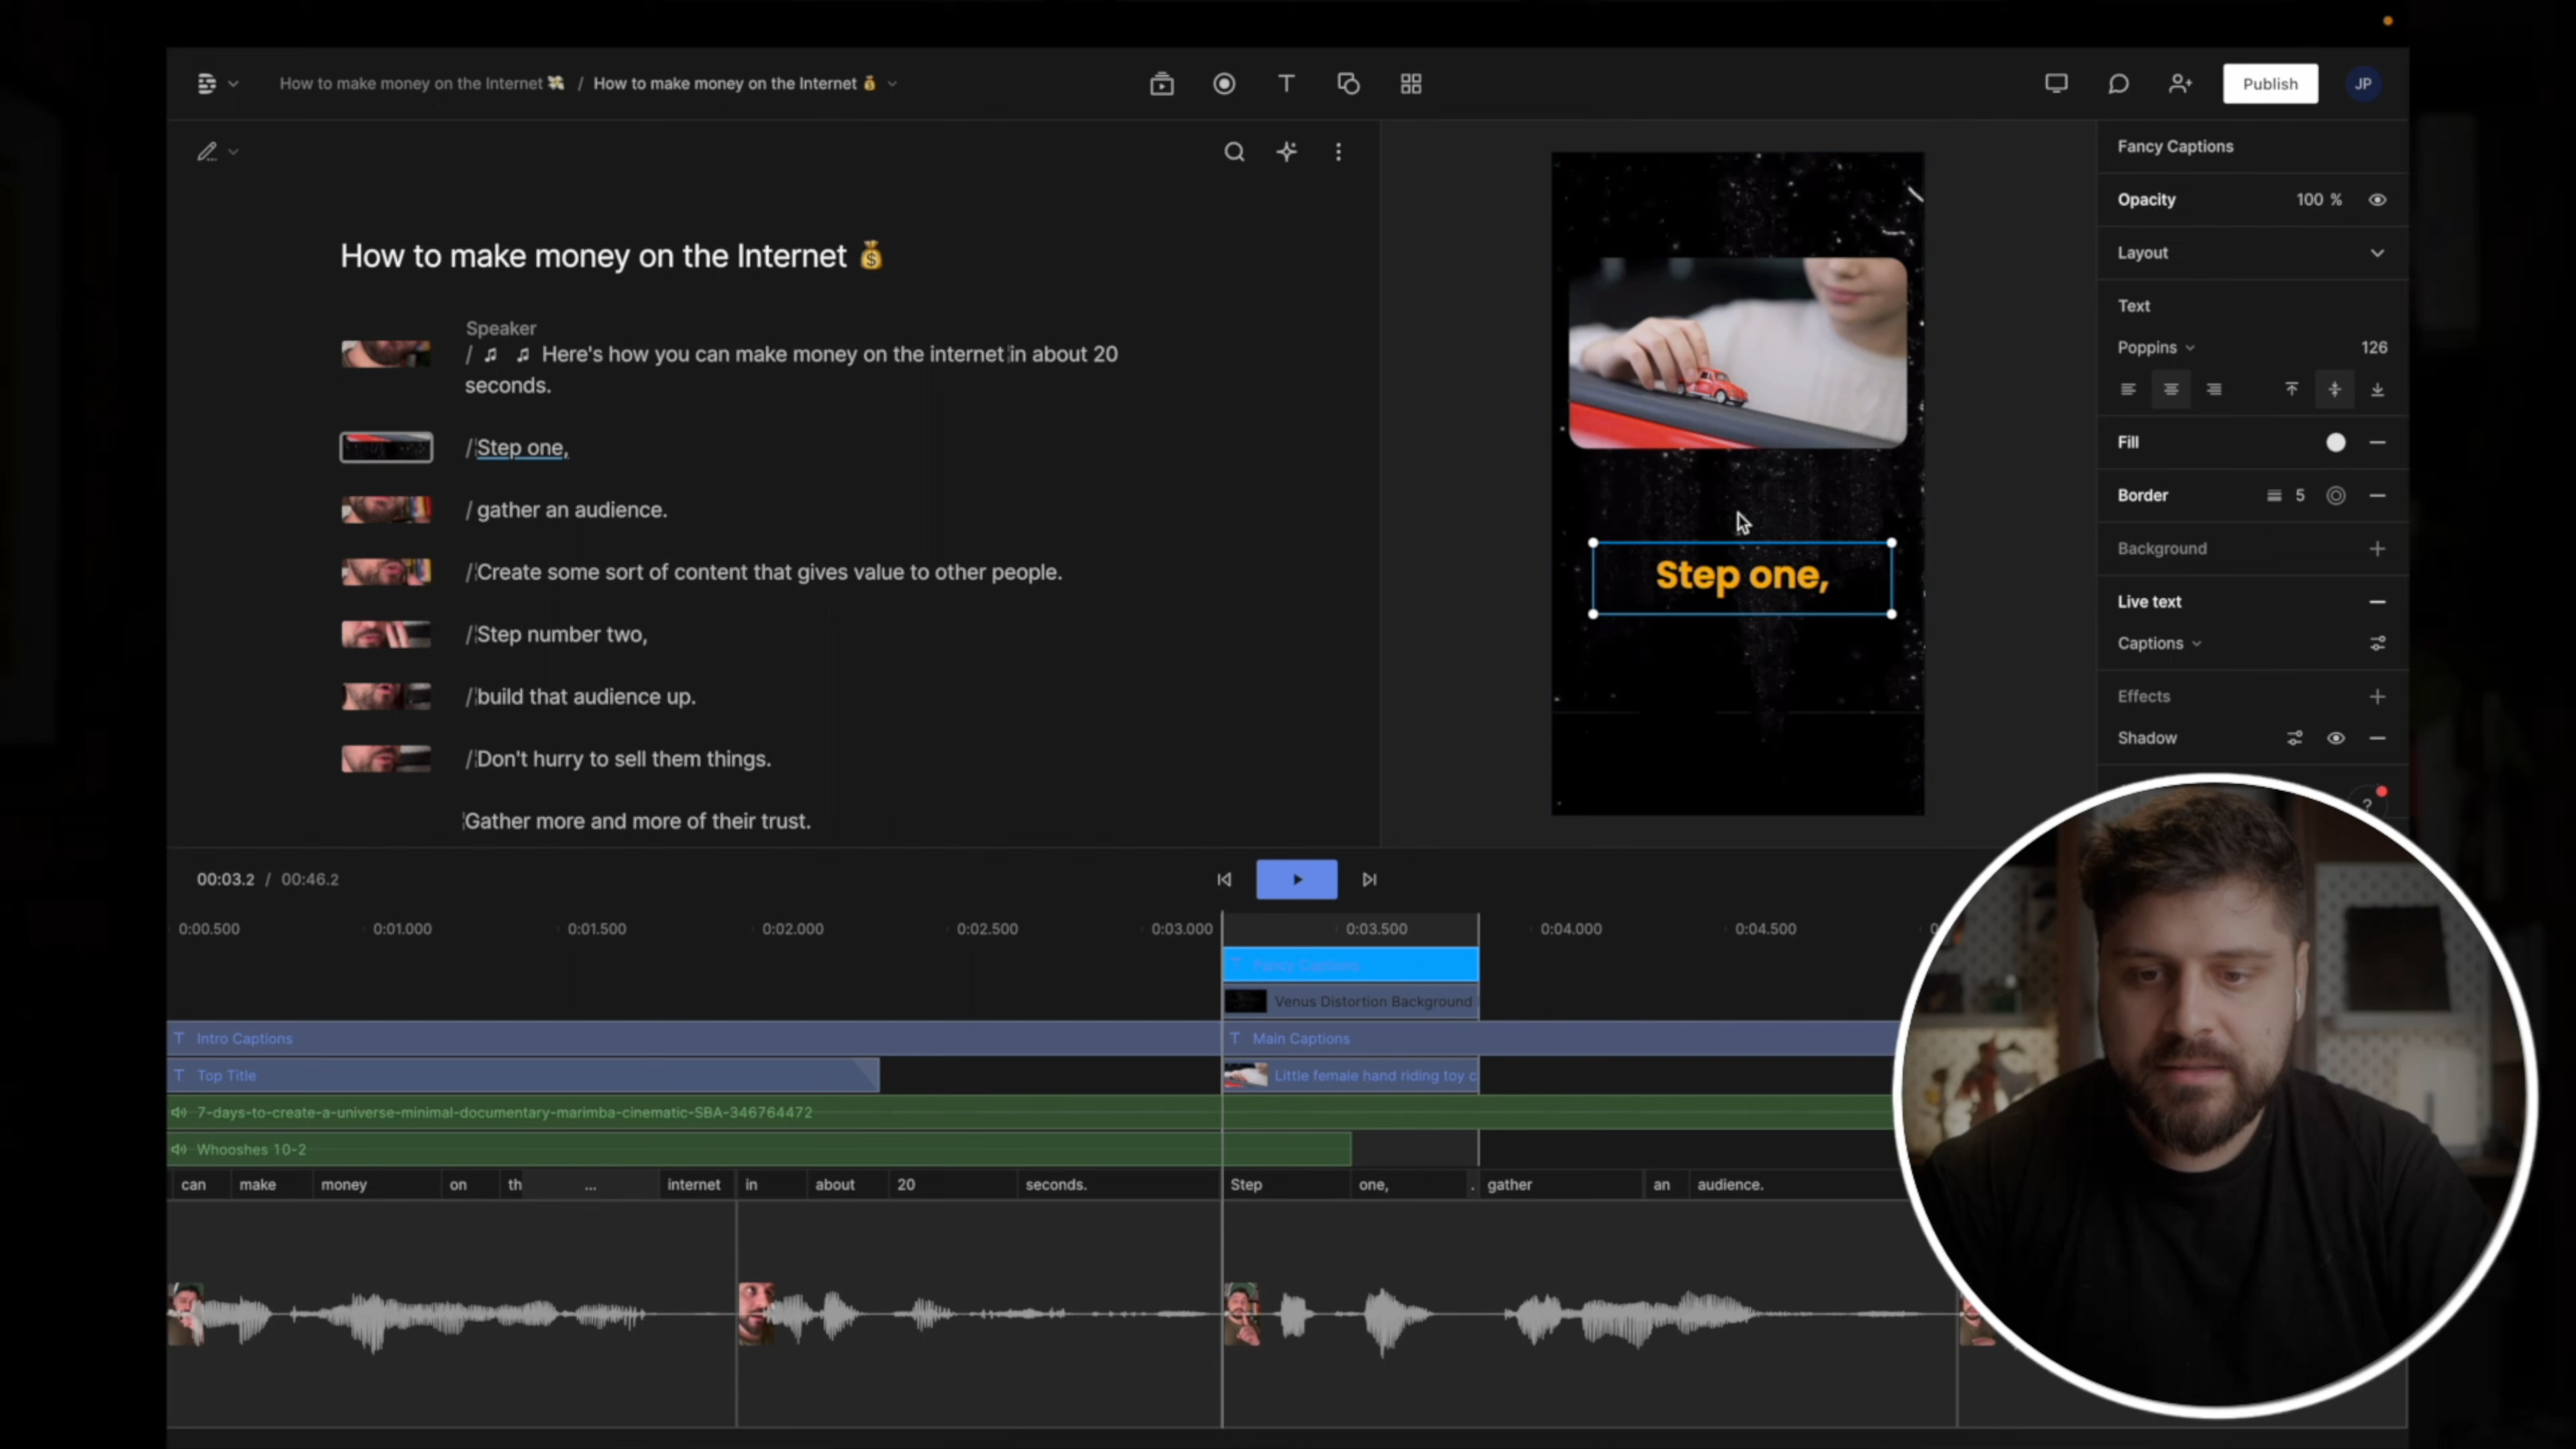 How to make money on the Internet 💸 / How to make money on the Internet 💰
Publish
JP
How to make money on the Internet 💰
Speaker
/ ♫ ♫ Here's how you can make money on the internet in about 20
seconds.
/ Step one,
/ gather an audience.
/ Create some sort of content that gives value to other people.
/ Step number two,
/ build that audience up.
/ Don't hurry to sell them things.
Gather more and more of their trust.
Step one,
Fancy Captions
Opacity 100 %
Layout
Text
Poppins 126
Fill
Border 5
Background
Live text
Captions
Effects
Shadow
?
00:03.2 / 00:46.2
0:00.500 0:01.000 0:01.500 0:02.000 0:02.500 0:03.000 0:03.500 0:04.000 0:04.500
Fancy Captions
Venus Distortion Background
Intro Captions Main Captions
Top Title Little female hand riding toy c
7-days-to-create-a-universe-minimal-documentary-marimba-cinematic-SBA-346764472
Whooshes 10-2
can make money on th ... internet in about 20 seconds. Step one, . gather an audience.